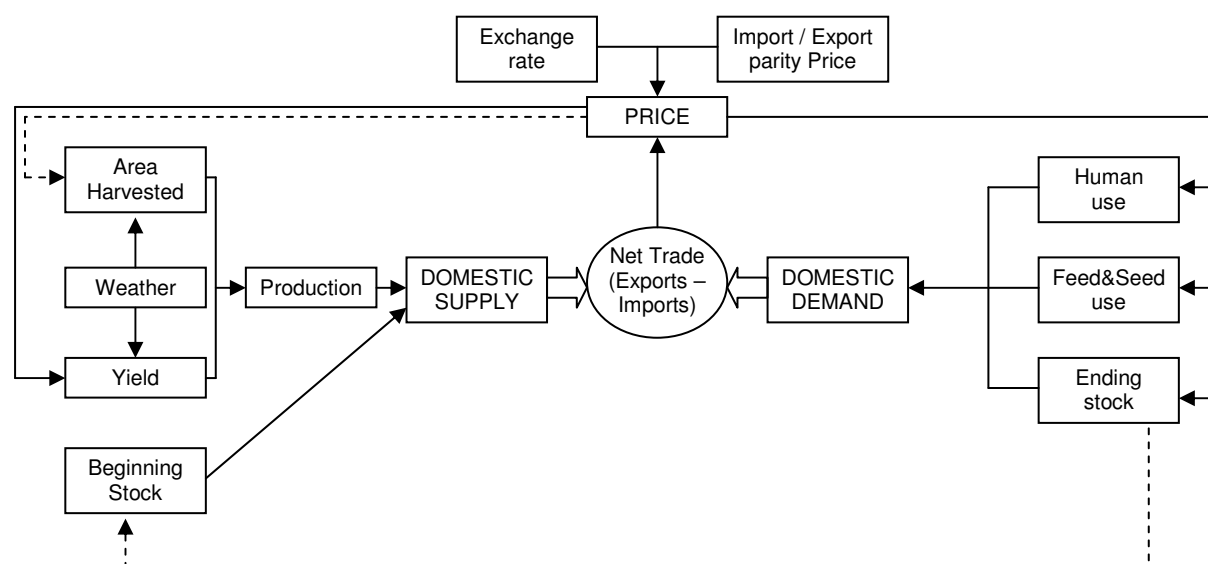 Exchange
rate
Import / Export
parity Price
PRICE
Area
Harvested
Weather
Yield
Production
DOMESTIC
SUPPLY
Net Trade
(Exports –
Imports)
DOMESTIC
DEMAND
Human
use
Feed&Seed
use
Ending
stock
Beginning
Stock